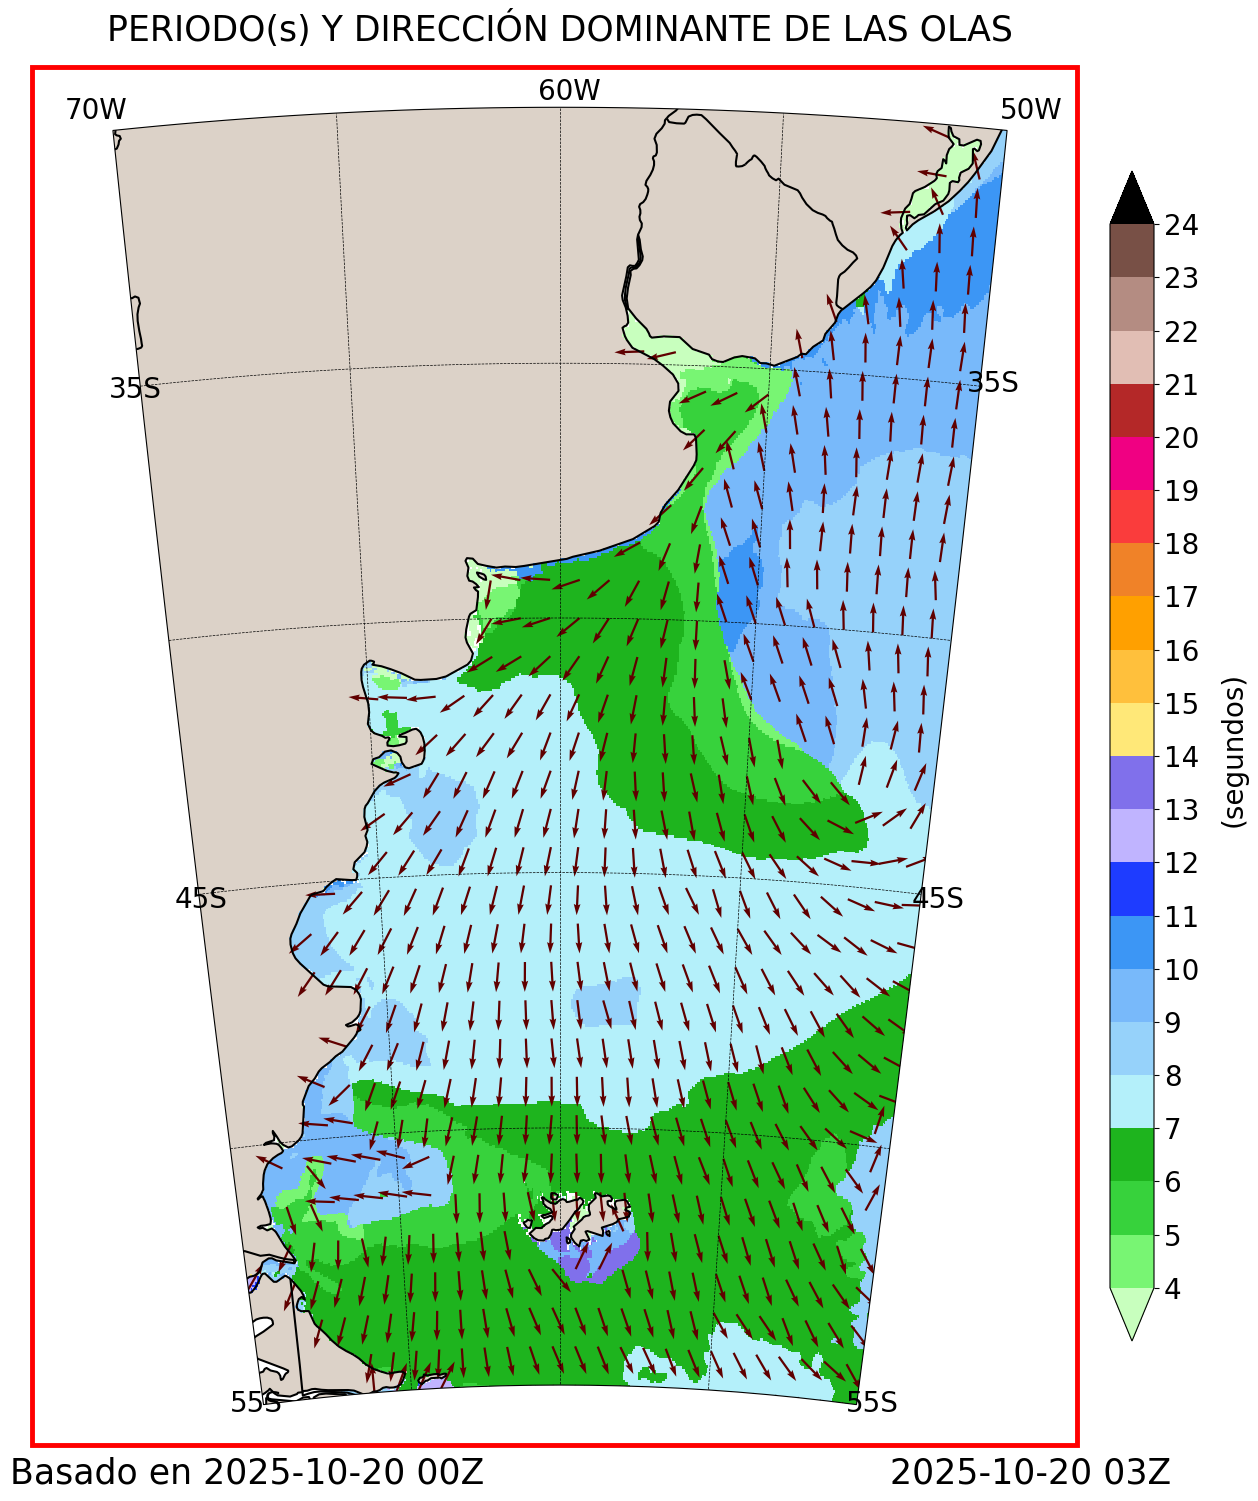 PERIODO(s) Y DIRECCIÓN DOMINANTE DE LAS OLAS
70W
60W
50W
35S
35S
45S
45S
55S
55S
24
23
22
21
20
19
18
17
16
15
14
13
12
11
10
9
8
7
6
5
4
(segundos)
Basado en 2025-10-20 00Z
2025-10-20 03Z